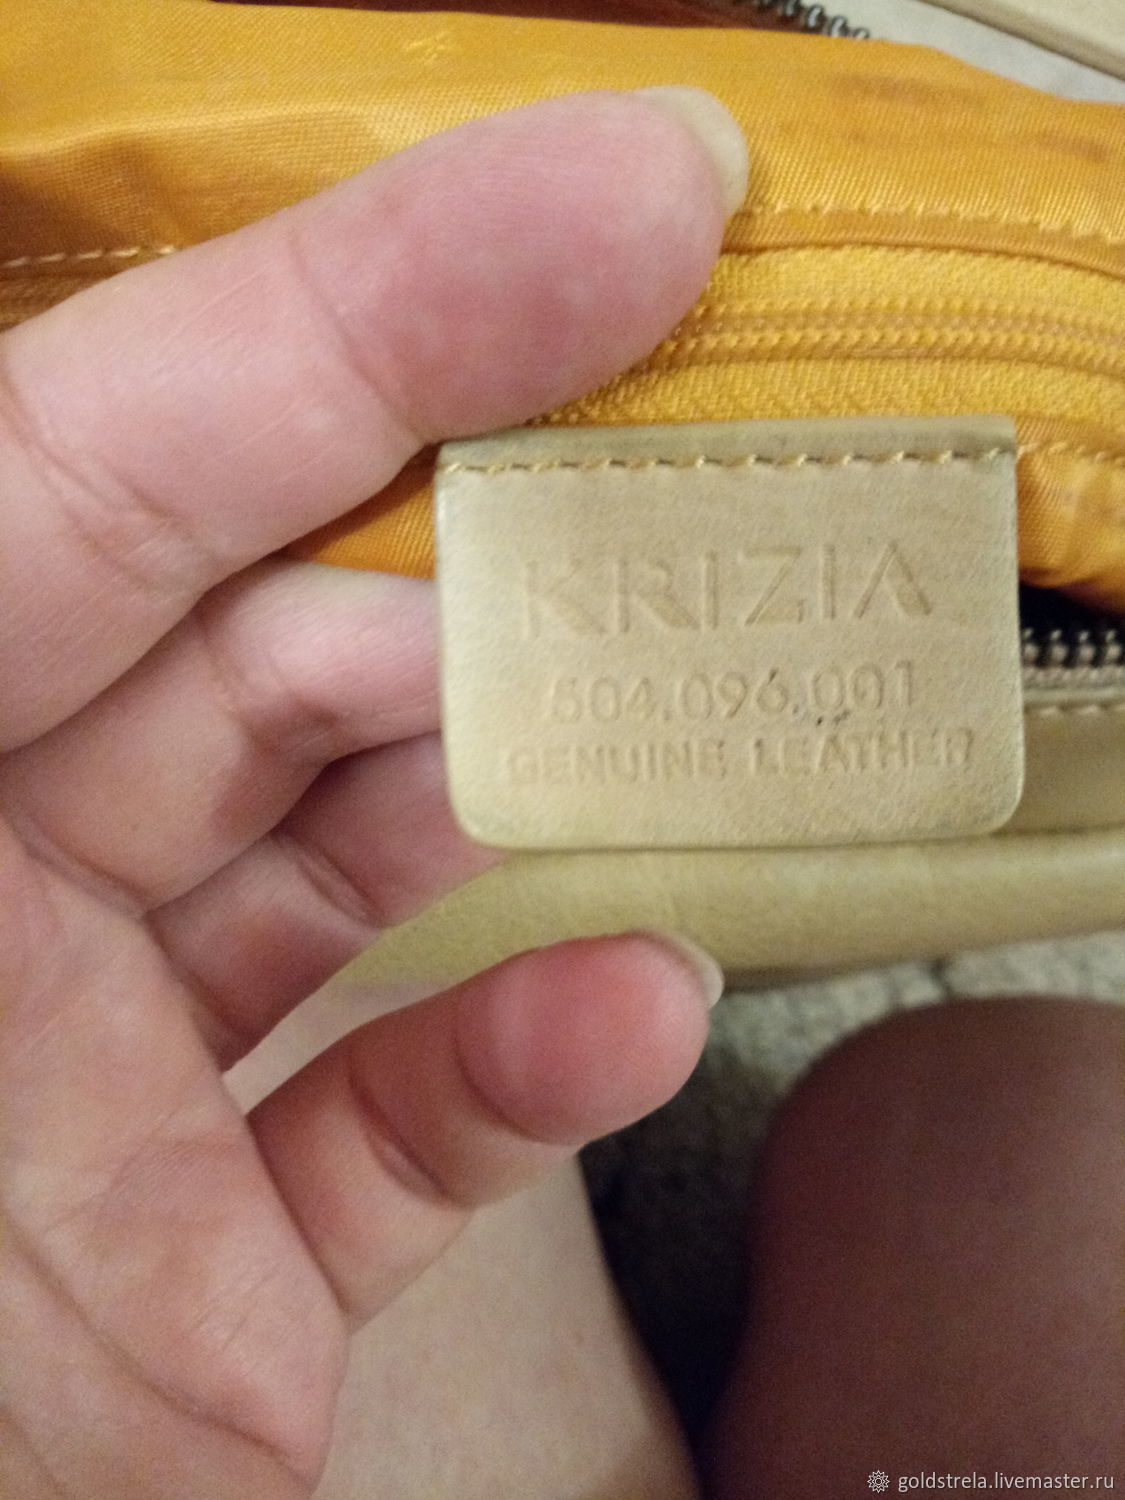 KRIZIA
504.096.001
GENUINE LEATHER
goldstrela.livemaster.ru